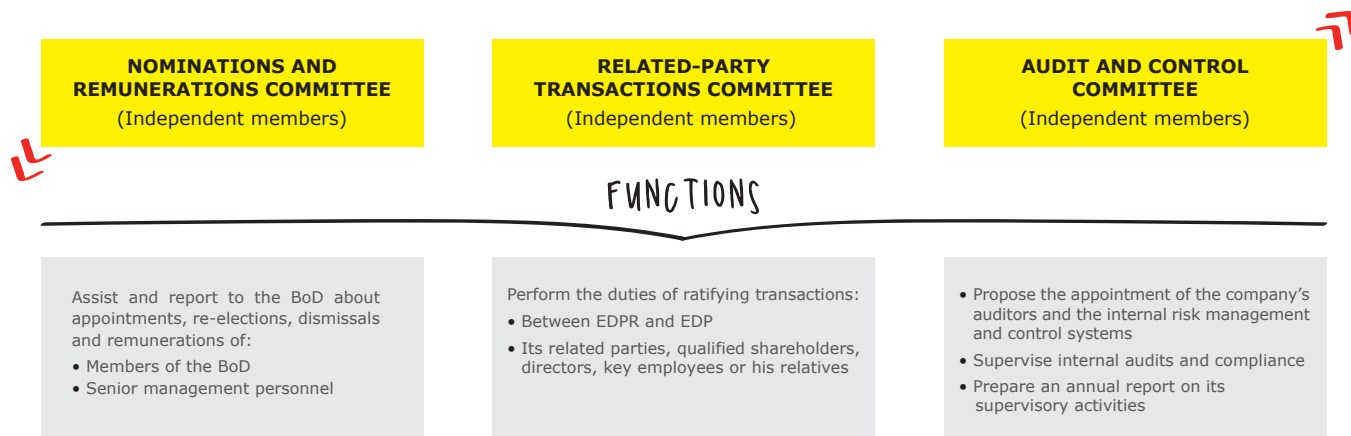 NOMINATIONS AND
REMUNERATIONS COMMITTEE
(Independent members)
RELATED-PARTY
TRANSACTIONS COMMITTEE
(Independent members)
AUDIT AND CONTROL
COMMITTEE
(Independent members)
FUNCTIONS
Assist and report to the BoD about
appointments, re-elections, dismissals
and remunerations of:
• Members of the BoD
• Senior management personnel
Perform the duties of ratifying transactions:
• Between EDPR and EDP
• Its related parties, qualified shareholders,
directors, key employees or his relatives
• Propose the appointment of the company’s
auditors and the internal risk management
and control systems
• Supervise internal audits and compliance
• Prepare an annual report on its
supervisory activities